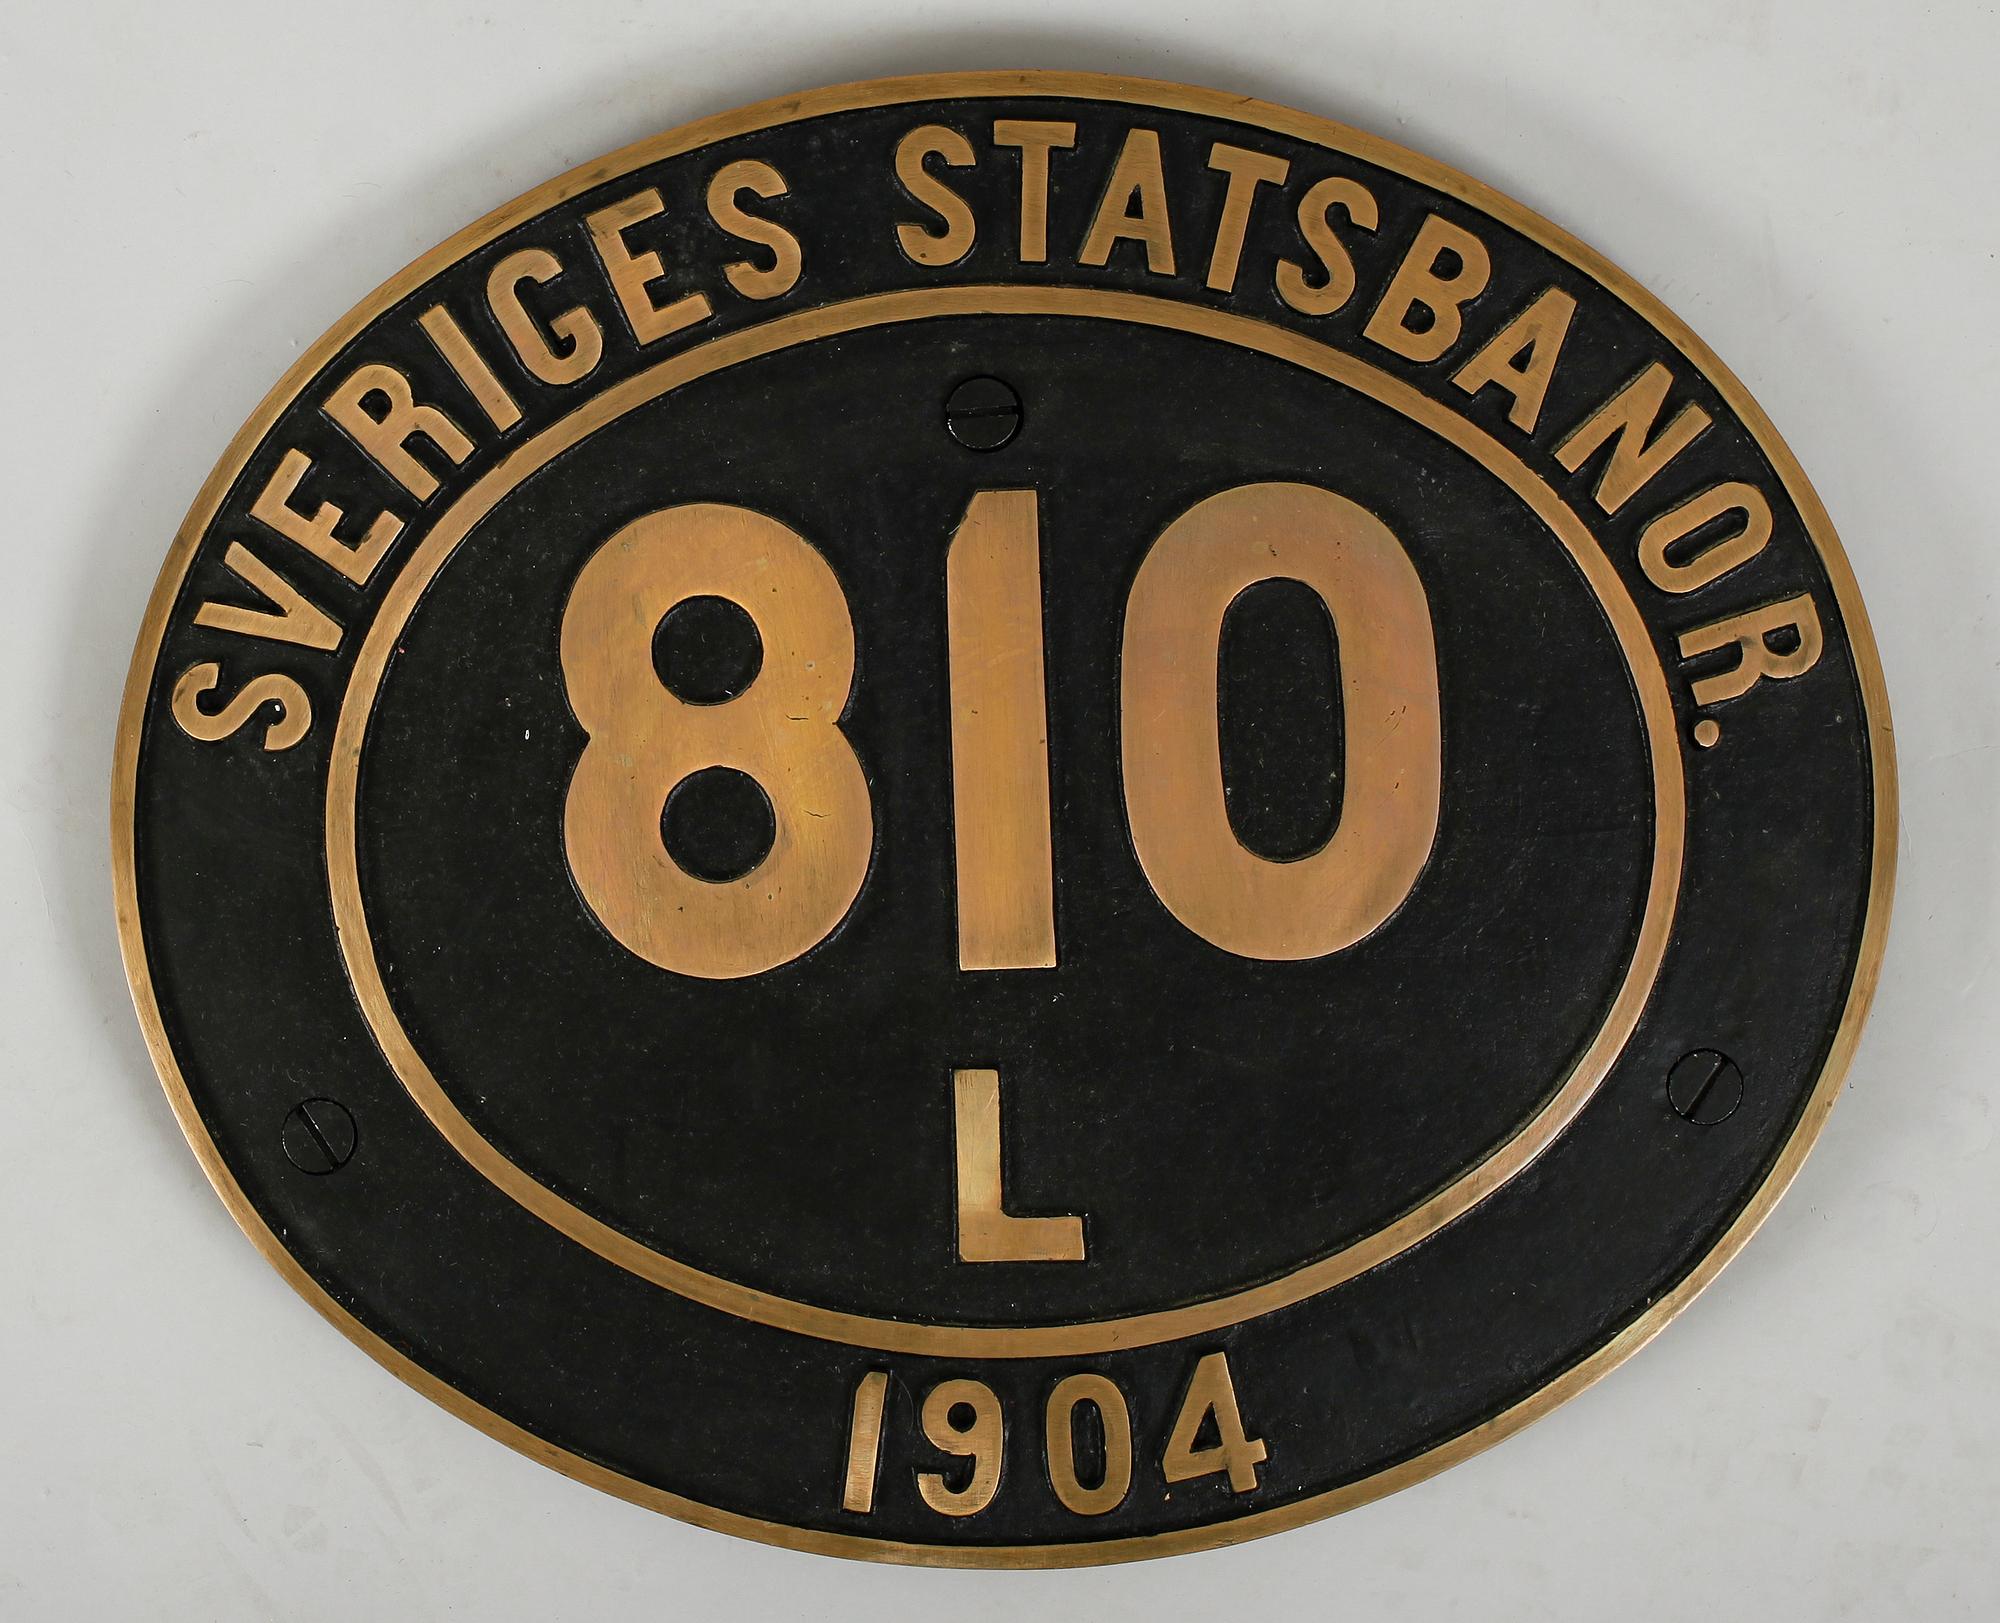 SVERIGES STATSBANOR.
810
L
1904